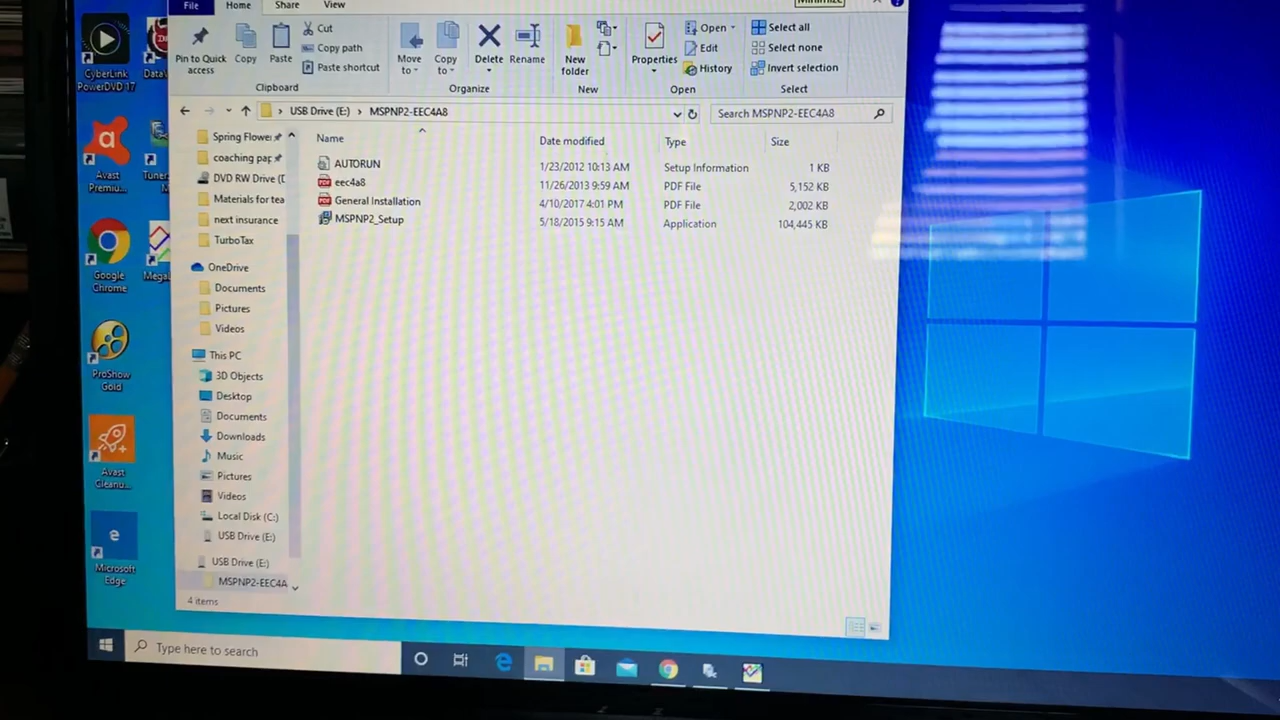 Minimize
File Home Share View
Pin to Quick access
Copy
Paste
Cut
Copy path
Paste shortcut
Clipboard
Move to
Copy to
Delete
Rename
Organize
New folder
New
Properties
Open
Edit
History
Open
Select all
Select none
Invert selection
Select
USB Drive (E:) > MSPNP2-EEC4A8
Search MSPNP2-EEC4A8
Name Date modified Type Size
AUTORUN 1/23/2012 10:13 AM Setup Information 1 KB
eec4a8 11/26/2013 9:59 AM PDF File 5,152 KB
General Installation 4/10/2017 4:01 PM PDF File 2,002 KB
MSPNP2_Setup 5/18/2015 9:15 AM Application 104,445 KB
Spring Flower
coaching pap
DVD RW Drive (D
Materials for tea
next insurance
TurboTax
OneDrive
Documents
Pictures
Videos
This PC
3D Objects
Desktop
Documents
Downloads
Music
Pictures
Videos
Local Disk (C:)
USB Drive (E:)
USB Drive (E:)
MSPNP2-EEC4A
4 items
CyberLink
PowerDVD 17
Avast
Premiu...
Tuner
Google
Chrome
Mega
ProShow
Gold
Avast
Cleanu...
Microsoft
Edge
Type here to search